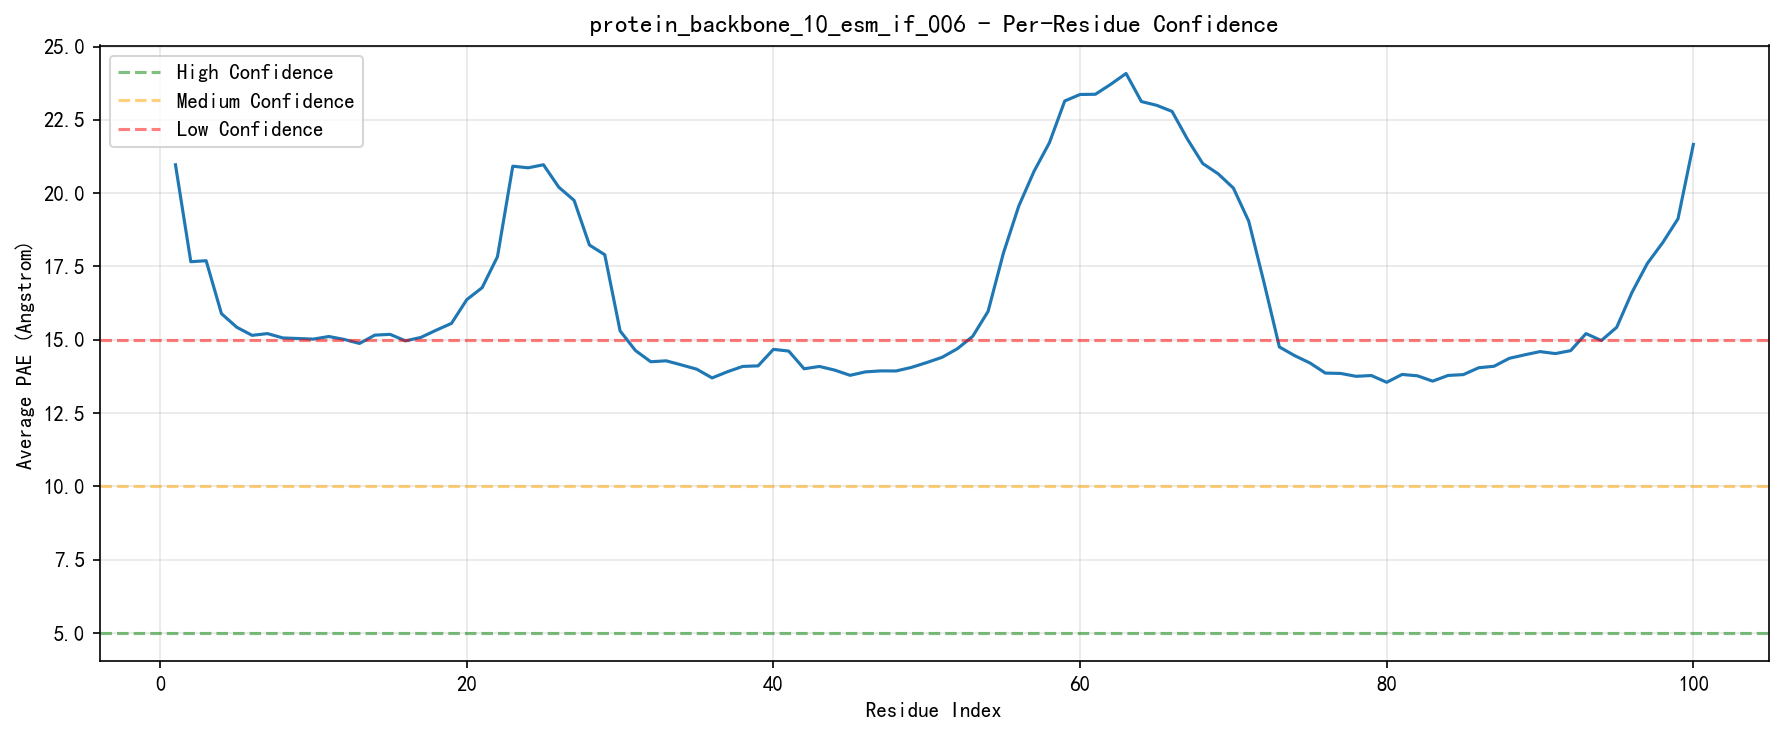 protein_backbone_10_esm_if_006 - Per-Residue Confidence
25.0
22.5
20.0
17.5
15.0
12.5
10.0
7.5
5.0
Average PAE (Angstrom)
High Confidence
Medium Confidence
Low Confidence
0 20 40 60 80 100
Residue Index